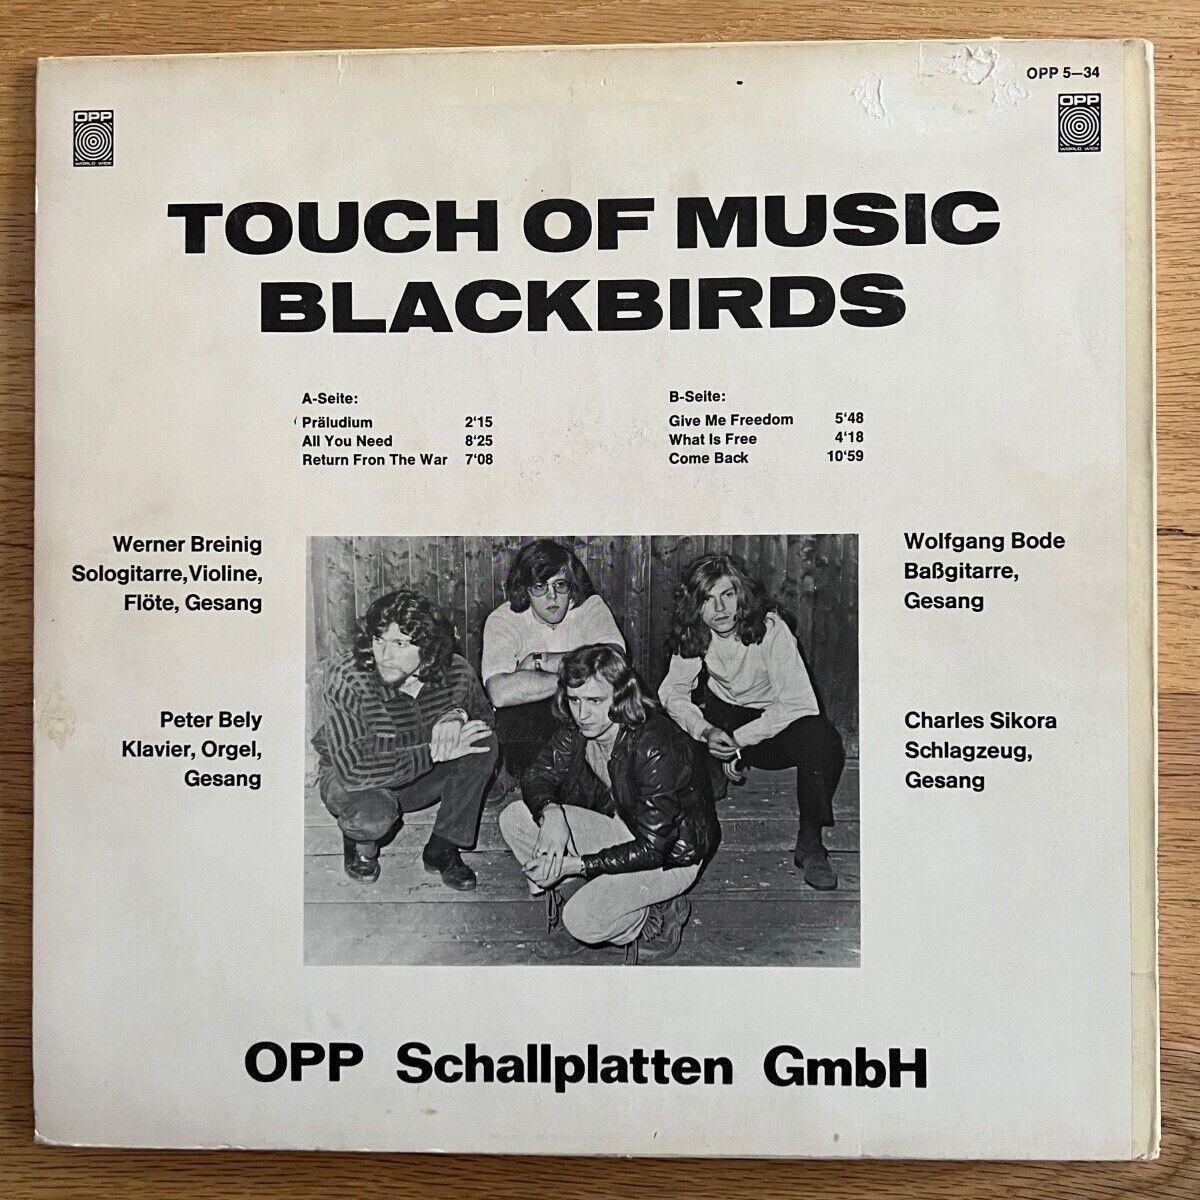 OPP 5—34
OPP
WORLD WIDE
OPP
WORLD WIDE
TOUCH OF MUSIC
BLACKBIRDS
A-Seite:
Präludium 2'15
All You Need 8'25
Return Fron The War 7'08
B-Seite:
Give Me Freedom 5'48
What Is Free 4'18
Come Back 10'59
Werner Breinig
Sologitarre, Violine,
Flöte, Gesang
Peter Bely
Klavier, Orgel,
Gesang
Wolfgang Bode
Baßgitarre,
Gesang
Charles Sikora
Schlagzeug,
Gesang
OPP Schallplatten GmbH